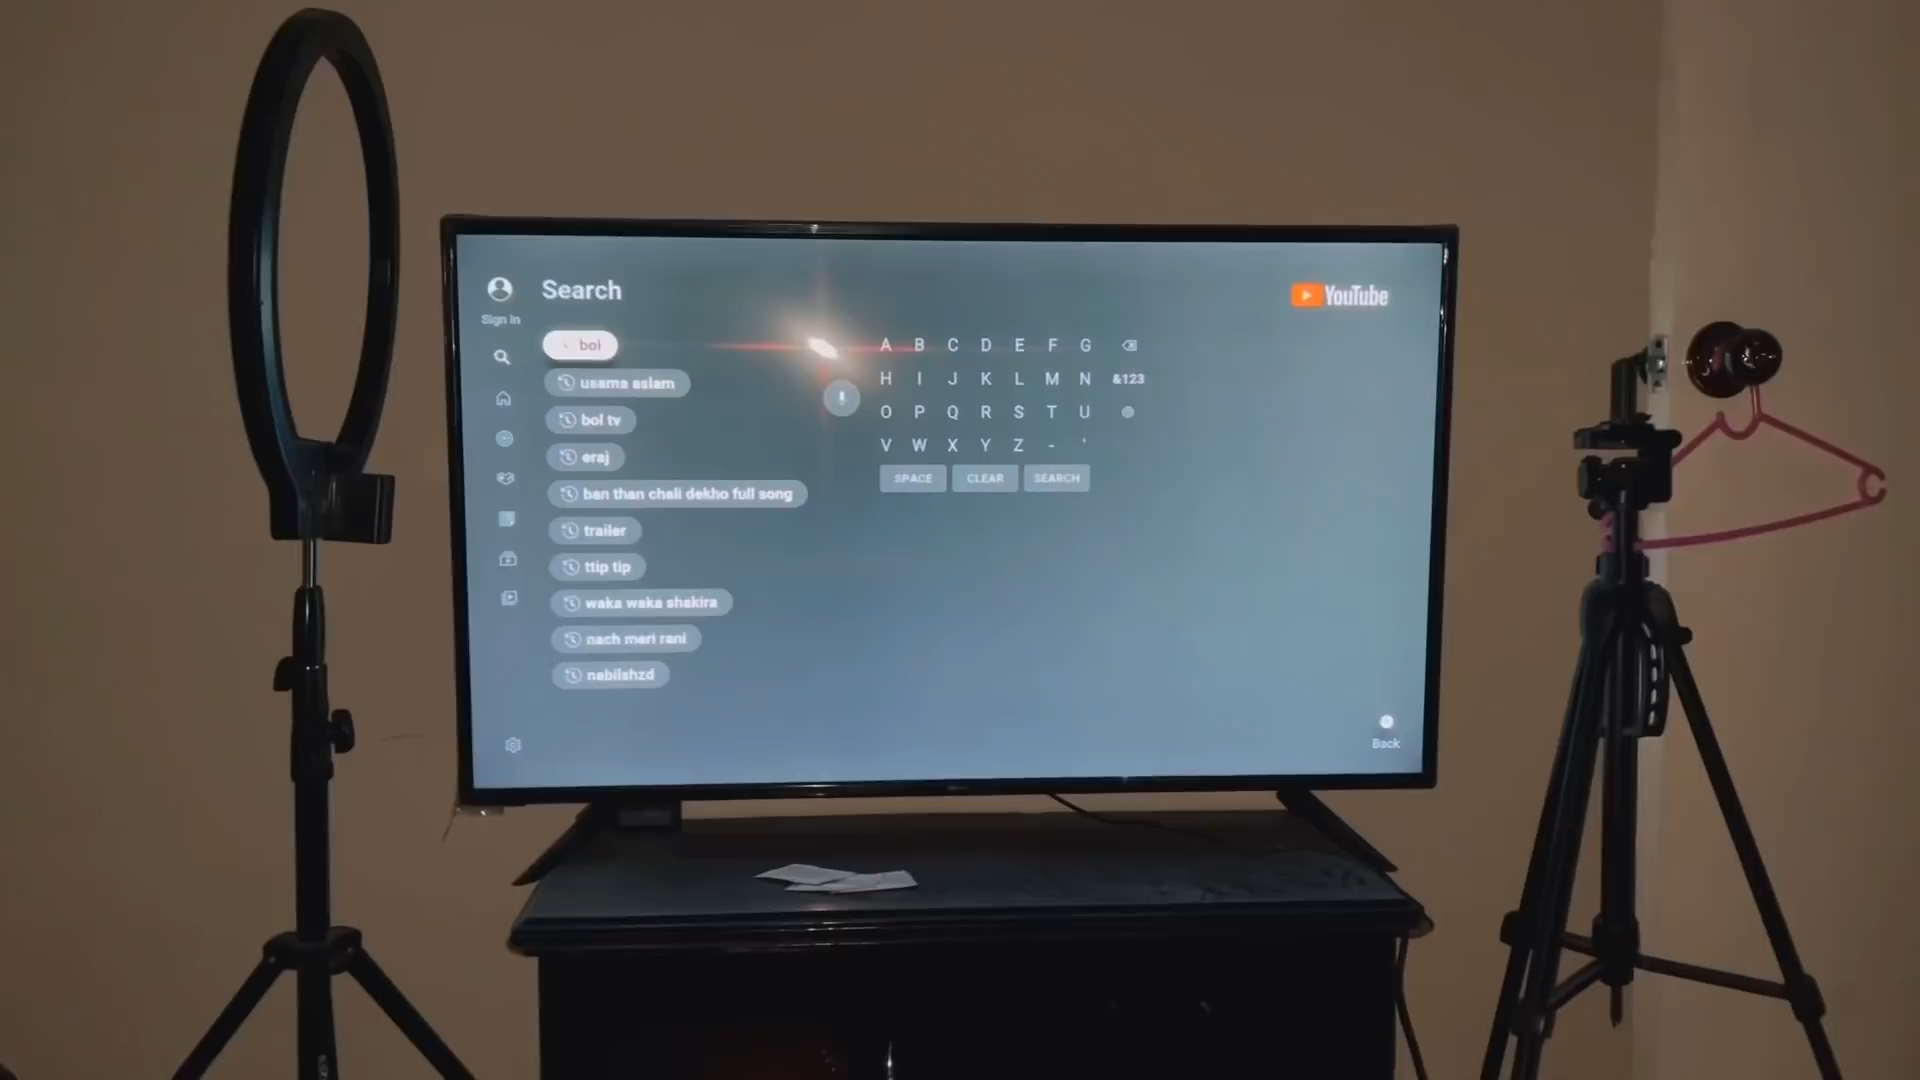 Search
YouTube
Sign In
bol
usama aslam
bol tv
eraj
ban than chali dekho full song
trailer
ttip tip
waka waka shakira
nach meri rani
nabilshzd
A B C D E F G
H I J K L M N &123
O P Q R S T U
V W X Y Z - '
SPACE CLEAR SEARCH
Back